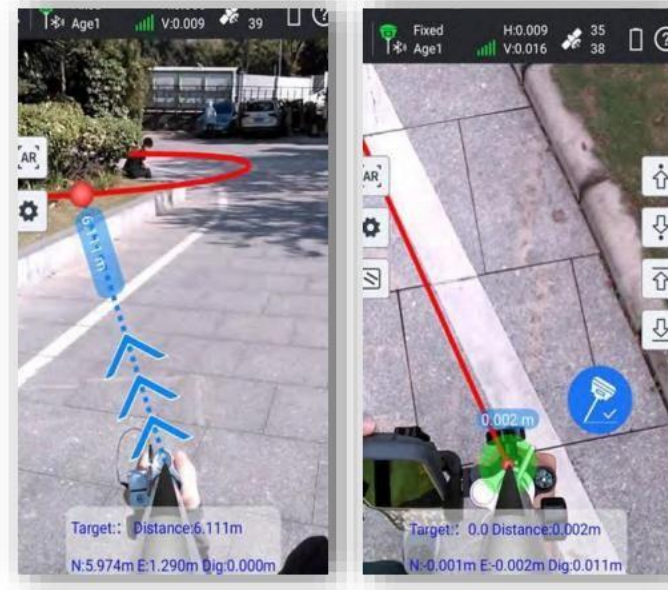 Age1 V:0.009 39
AR
6.111 m
Target:: Distance:6.111m
N:5.974m E:1.290m Dig:0.000m
Fixed H:0.009 35
Age1 V:0.016 38
AR
0.002 m
Target:: 0.0 Distance:0.002m
N:-0.001m E:-0.002m Dig:0.011m